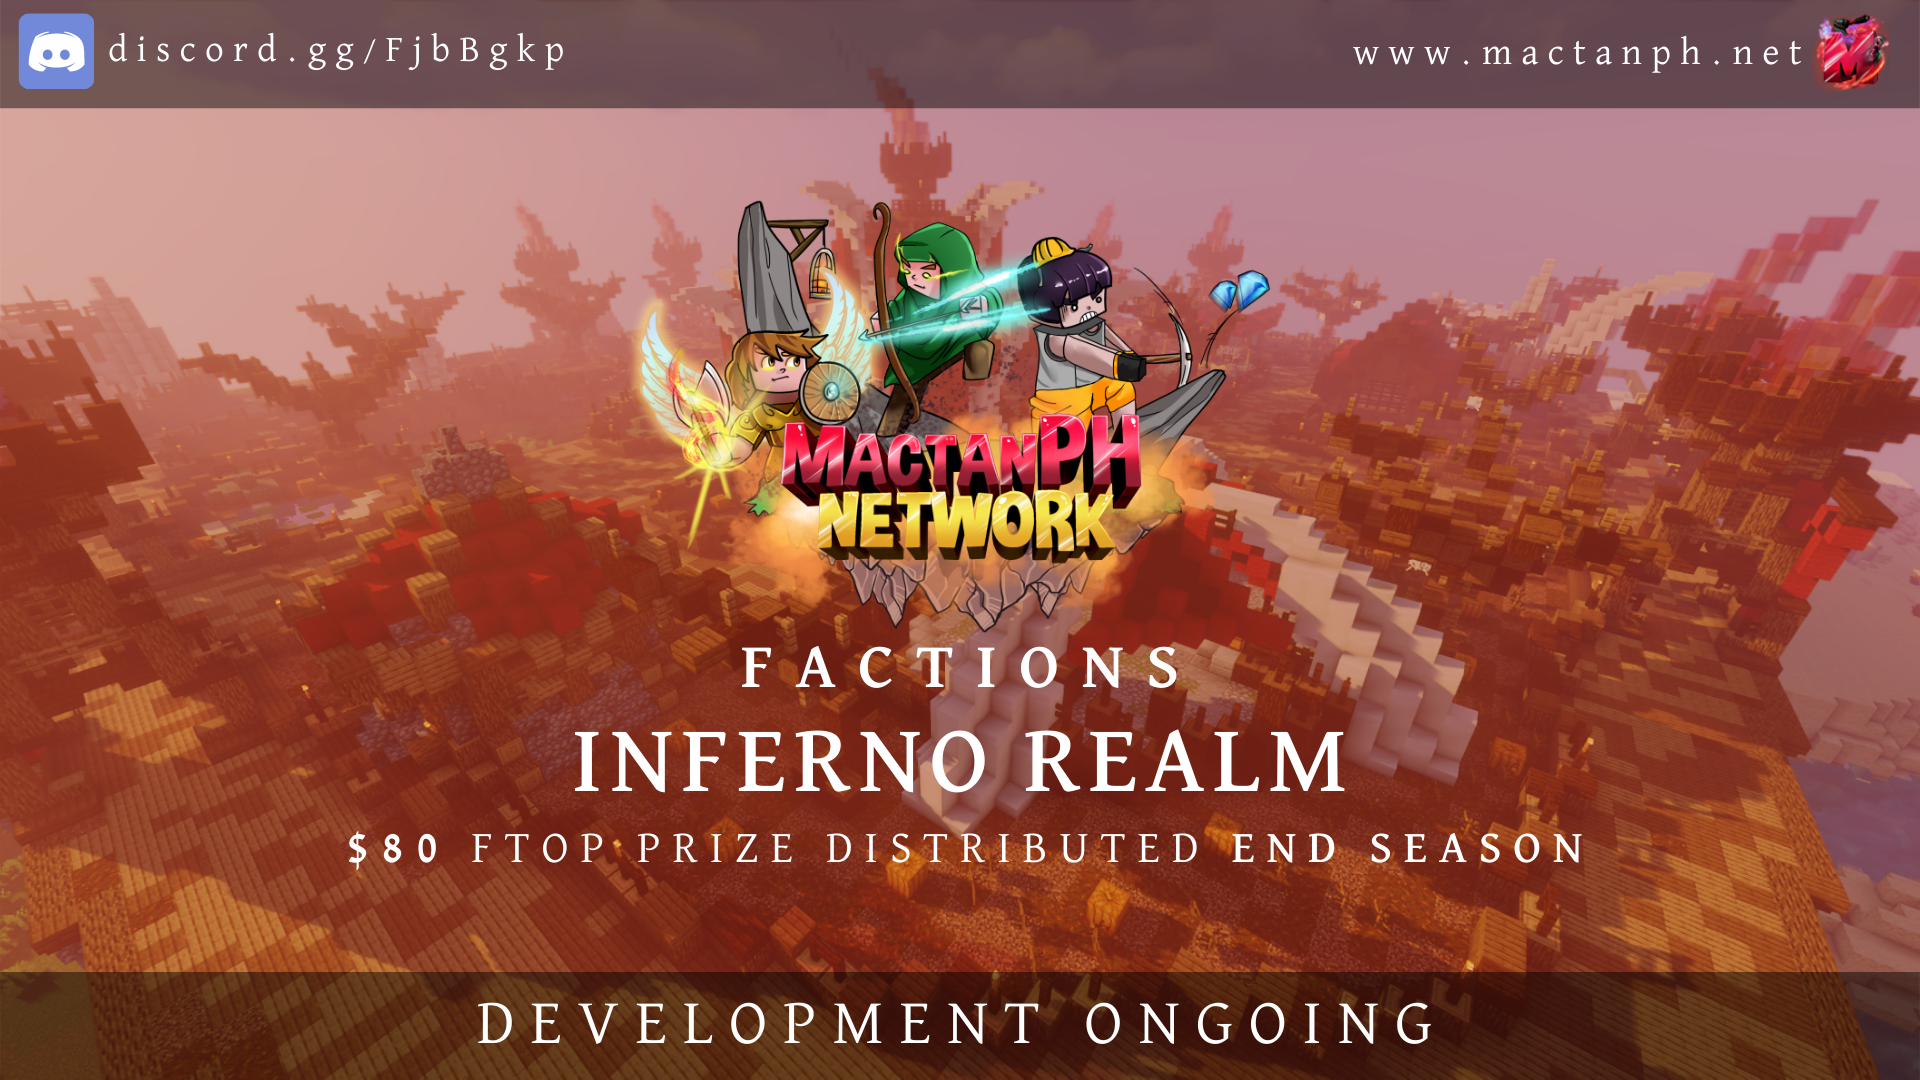 discord.gg/FjbBgkp
www.mactanph.net
M
MACTANPH
NETWORK
FACTIONS
INFERNO REALM
$80 FTOP PRIZE DISTRIBUTED END SEASON
DEVELOPMENT ONGOING